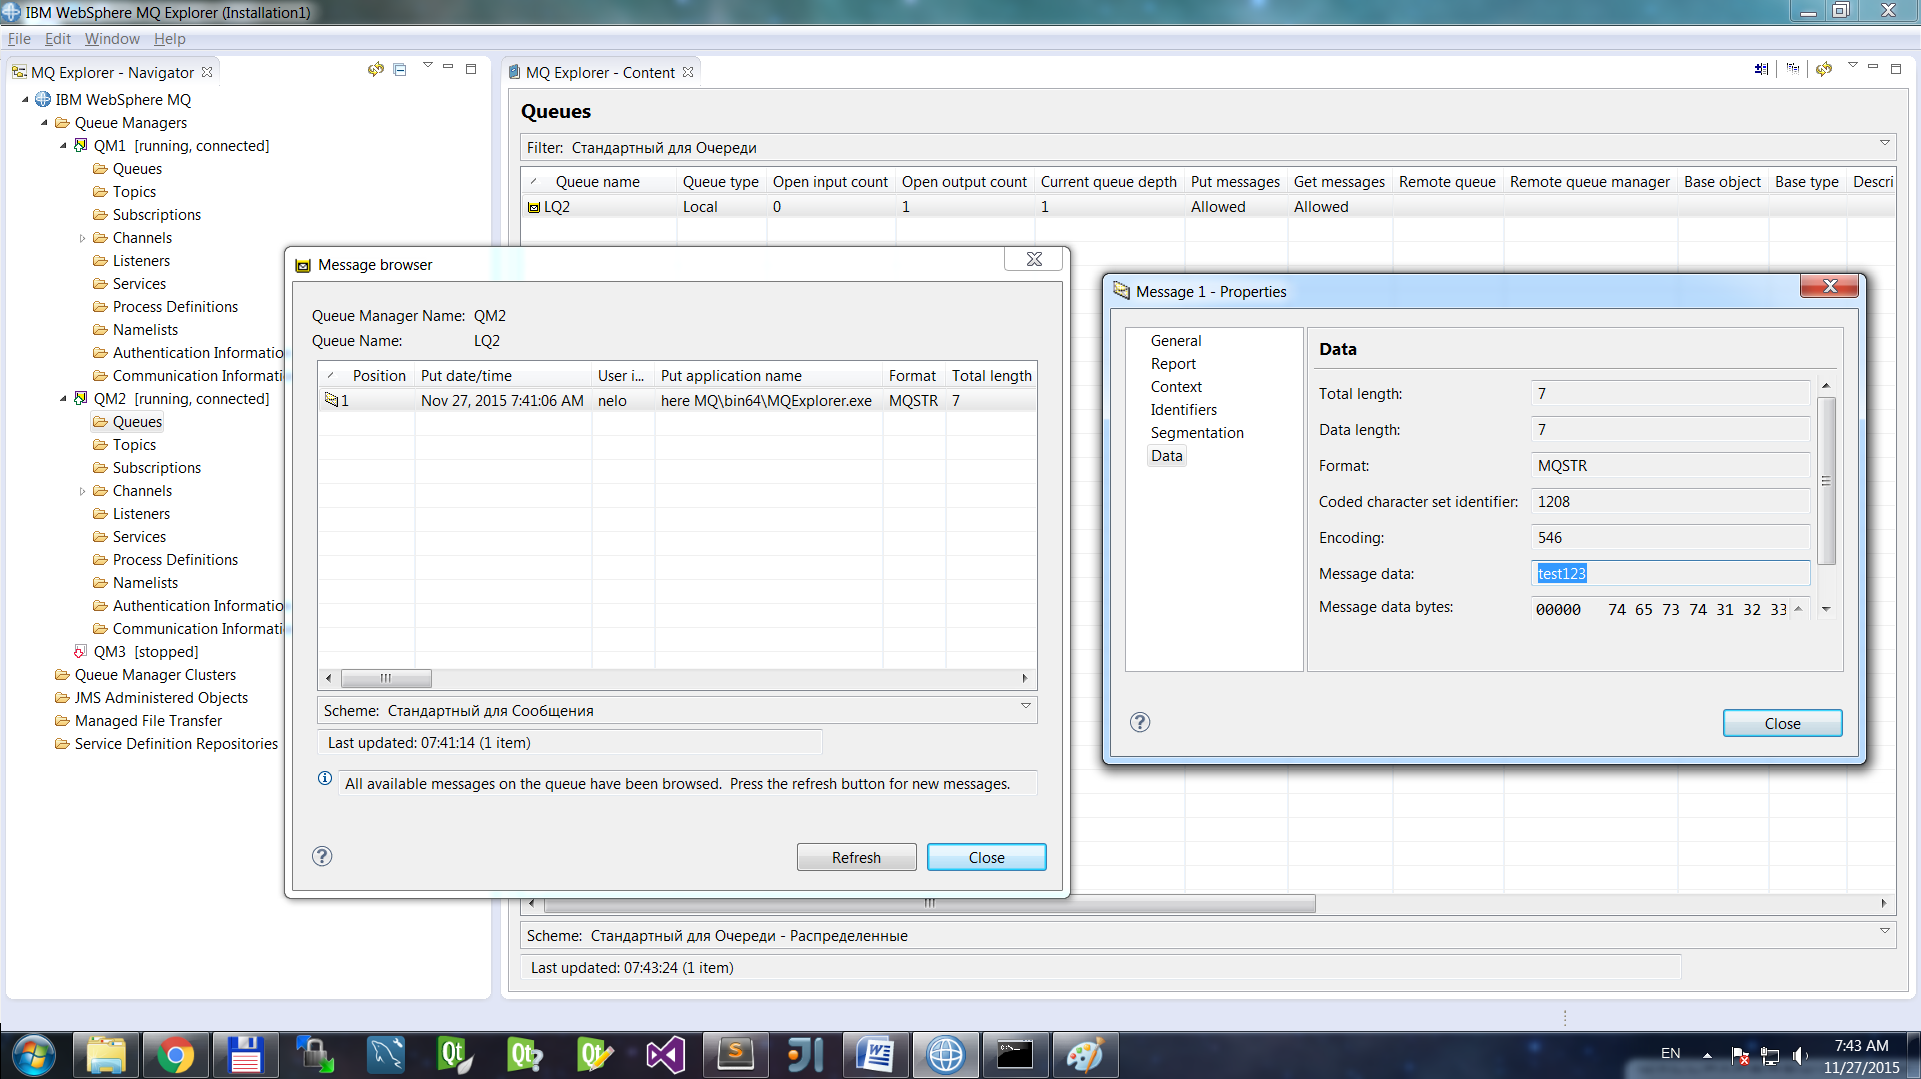 IBM WebSphere MQ Explorer (Installation1)
File Edit Window Help
MQ Explorer - Navigator
IBM WebSphere MQ
Queue Managers
QM1 [running, connected]
Queues
Topics
Subscriptions
Channels
Listeners
Services
Process Definitions
Namelists
Authentication Informatio
Communication Informati
QM2 [running, connected]
Queues
Topics
Subscriptions
Channels
Listeners
Services
Process Definitions
Namelists
Authentication Informatio
Communication Informati
QM3 [stopped]
Queue Manager Clusters
JMS Administered Objects
Managed File Transfer
Service Definition Repositories
MQ Explorer - Content
Queues
Filter: Стандартный для Очереди
Queue name Queue type Open input count Open output count Current queue depth Put messages Get messages Remote queue Remote queue manager Base object Base type Descri
LQ2 Local 0 1 1 Allowed Allowed
Message browser
Queue Manager Name: QM2
Queue Name: LQ2
Position Put date/time User i... Put application name Format Total length
1 Nov 27, 2015 7:41:06 AM nelo here MQ\bin64\MQExplorer.exe MQSTR 7
Scheme: Стандартный для Сообщения
Last updated: 07:41:14 (1 item)
All available messages on the queue have been browsed. Press the refresh button for new messages.
Refresh Close
Message 1 - Properties
General
Report
Context
Identifiers
Segmentation
Data
Data
Total length: 7
Data length: 7
Format: MQSTR
Coded character set identifier: 1208
Encoding: 546
Message data: test123
Message data bytes: 00000 74 65 73 74 31 32 33
Close
Scheme: Стандартный для Очереди - Распределенные
Last updated: 07:43:24 (1 item)
EN
7:43 AM
11/27/2015